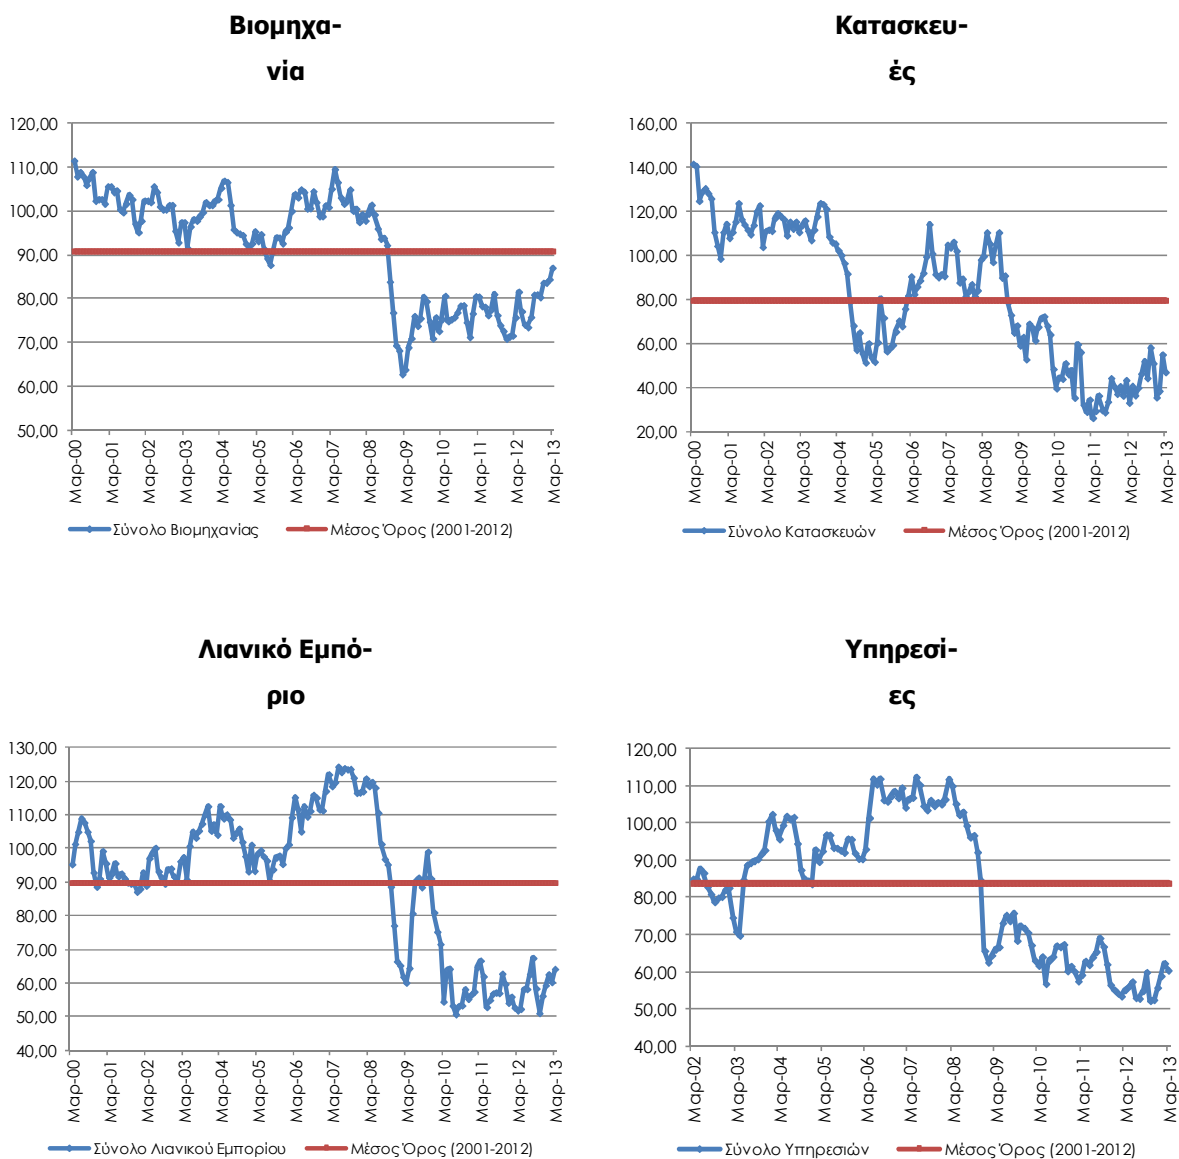 Βιομηχα-
νία
120,00
110,00
100,00
90,00
80,00
70,00
60,00
50,00
Μαρ-00
Μαρ-01
Μαρ-02
Μαρ-03
Μαρ-04
Μαρ-05
Μαρ-06
Μαρ-07
Μαρ-08
Μαρ-09
Μαρ-10
Μαρ-11
Μαρ-12
Μαρ-13
Σύνολο Βιομηχανίας
Μέσος Όρος (2001-2012)
Κατασκευ-
ές
160,00
140,00
120,00
100,00
80,00
60,00
40,00
20,00
Μαρ-00
Μαρ-01
Μαρ-02
Μαρ-03
Μαρ-04
Μαρ-05
Μαρ-06
Μαρ-07
Μαρ-08
Μαρ-09
Μαρ-10
Μαρ-11
Μαρ-12
Μαρ-13
Σύνολο Κατασκευών
Μέσος Όρος (2001-2012)
Λιανικό Εμπό-
ριο
130,00
120,00
110,00
100,00
90,00
80,00
70,00
60,00
50,00
40,00
Μαρ-00
Μαρ-01
Μαρ-02
Μαρ-03
Μαρ-04
Μαρ-05
Μαρ-06
Μαρ-07
Μαρ-08
Μαρ-09
Μαρ-10
Μαρ-11
Μαρ-12
Μαρ-13
Σύνολο Λιανικού Εμπορίου
Μέσος Όρος (2001-2012)
Υπηρεσί-
ες
120,00
110,00
100,00
90,00
80,00
70,00
60,00
50,00
40,00
Μαρ-02
Μαρ-03
Μαρ-04
Μαρ-05
Μαρ-06
Μαρ-07
Μαρ-08
Μαρ-09
Μαρ-10
Μαρ-11
Μαρ-12
Μαρ-13
Σύνολο Υπηρεσιών
Μέσος Όρος (2001-2012)